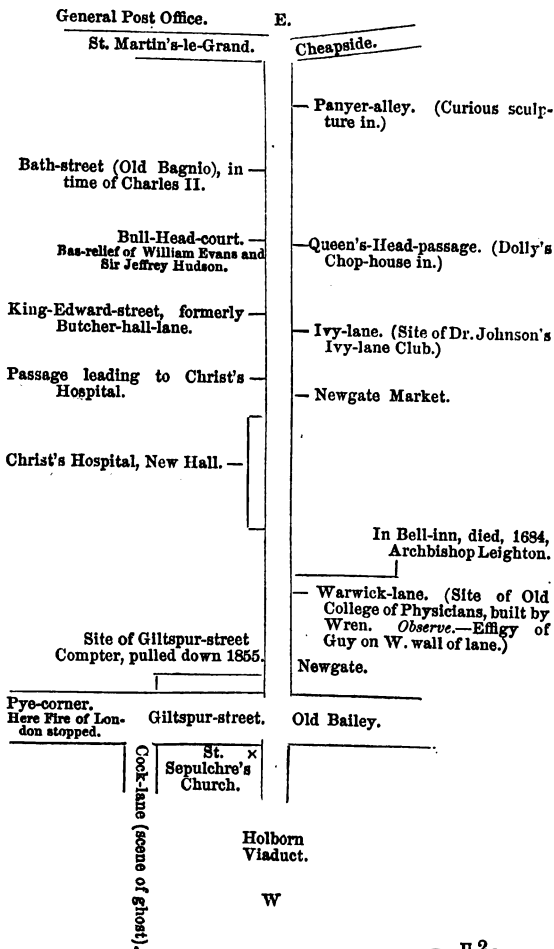 General Post Office.
E.
St. Martin's-le-Grand.
Cheapside.
Panyer-alley. (Curious sculp-
ture in.)
Bath-street (Old Bagnio), in
time of Charles II.
Bull-Head-court.
Bas-relief of William Evans and
Sir Jeffrey Hudson.
Queen's-Head-passage. (Dolly's
Chop-house in.)
King-Edward-street, formerly
Butcher-hall-lane.
Ivy-lane. (Site of Dr. Johnson's
Ivy-lane Club.)
Passage leading to Christ's
Hospital.
Newgate Market.
Christ's Hospital, New Hall.
In Bell-inn, died, 1684,
Archbishop Leighton.
Warwick-lane. (Site of Old
College of Physicians, built by
Wren. Observe.—Effigy of
Guy on W. wall of lane.)
Site of Giltspur-street
Compter, pulled down 1855.
Newgate.
Pye-corner.
Here Fire of Lon-
don stopped.
Giltspur-street.
Old Bailey.
Cock-lane (scene of ghost).
St. ×
Sepulchre's
Church.
Holborn
Viaduct.
W